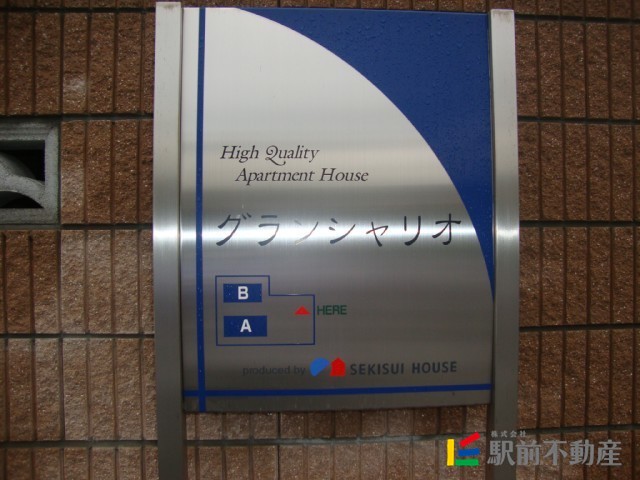 High Quality
Apartment House
グランシャリオ
B
HERE
A
produced by SEKISUI HOUSE
株式会社
駅前不動産